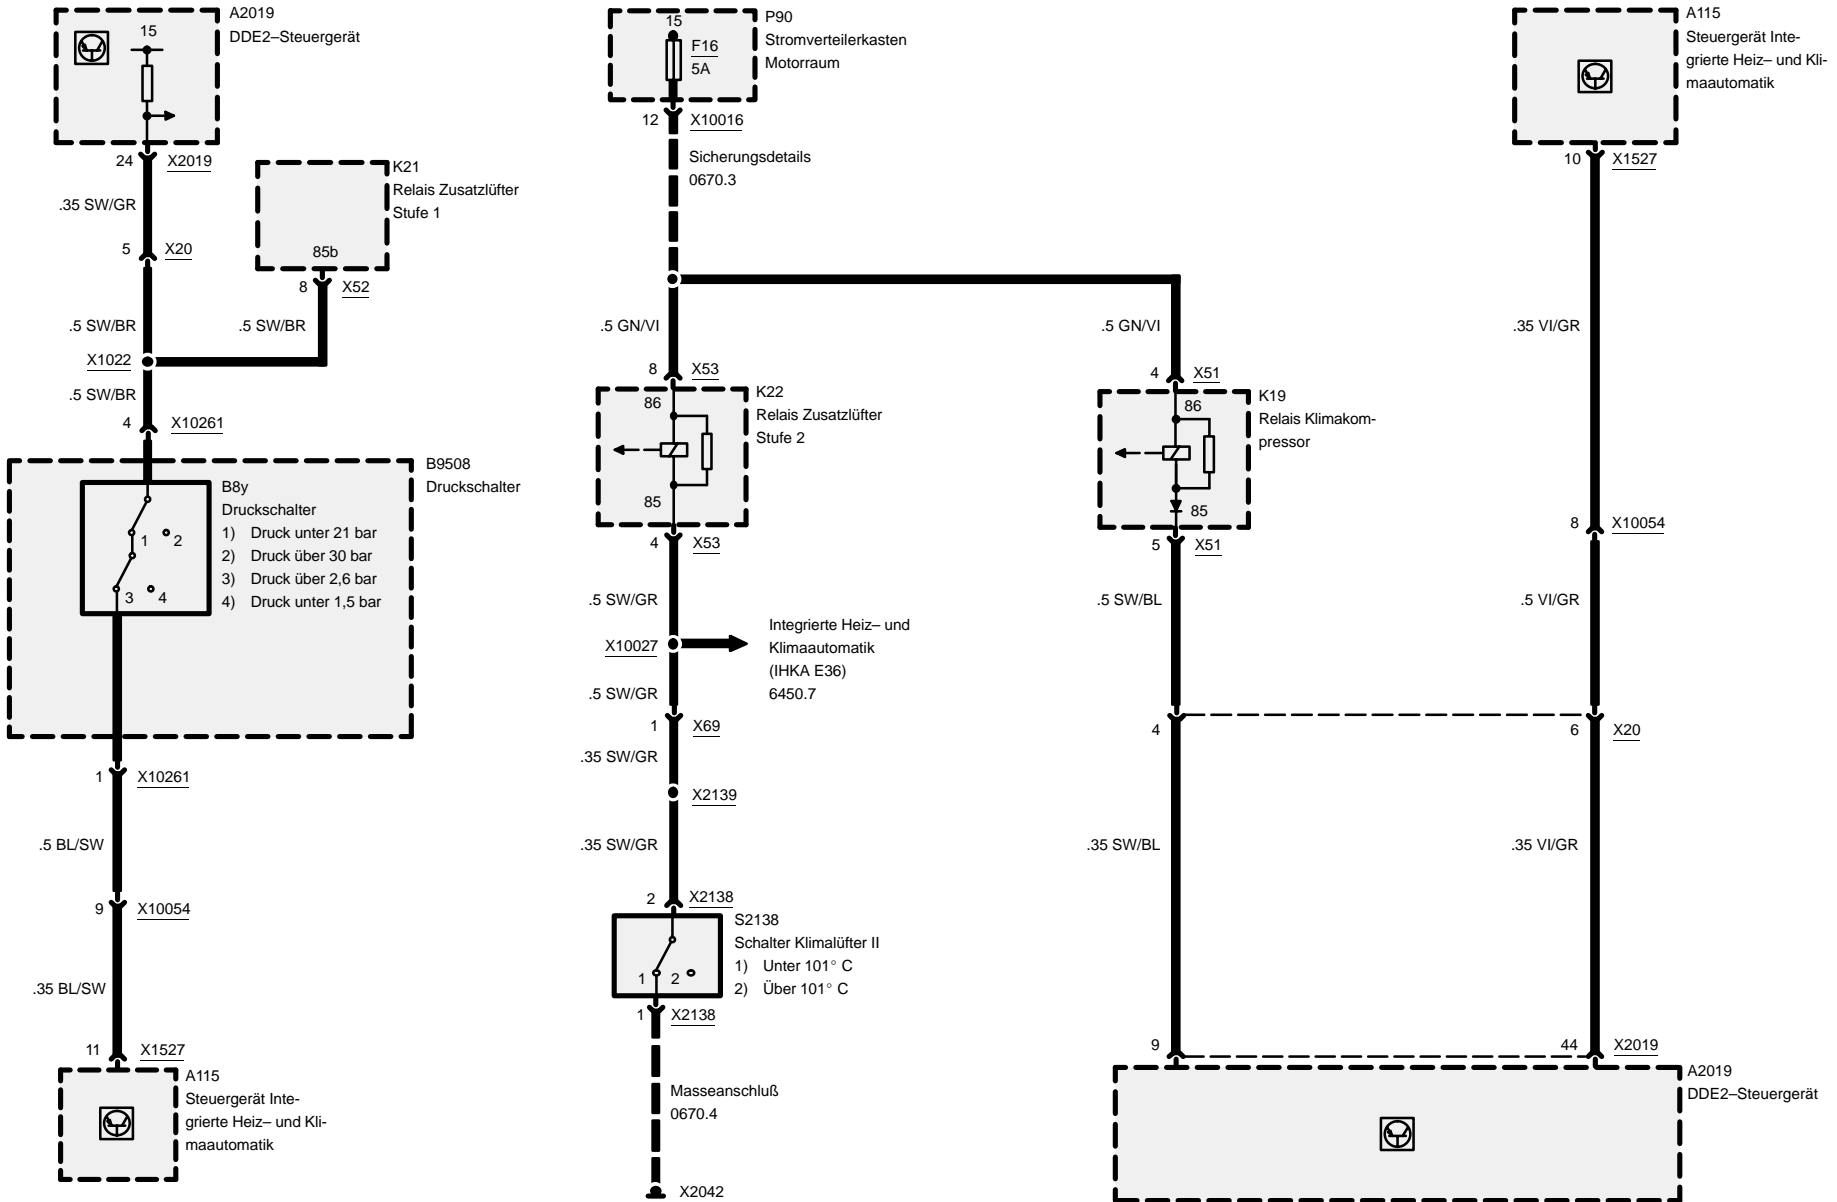 A2019
DDE2–Steuergerät
15
24 X2019
.35 SW/GR
5 X20
K21
Relais Zusatzlüfter
Stufe 1
85b
8 X52
.5 SW/BR
.5 SW/BR
X1022
.5 SW/BR
4 X10261
B9508
Druckschalter
B8y
Druckschalter
1) Druck unter 21 bar
2) Druck über 30 bar
3) Druck über 2,6 bar
4) Druck unter 1,5 bar
1 2
3 4
1 X10261
.5 BL/SW
9 X10054
.35 BL/SW
11 X1527
A115
Steuergerät Inte-
grierte Heiz– und Kli-
maautomatik
P90
Stromverteilerkasten
Motorraum
15
F16
5A
12 X10016
Sicherungsdetails
0670.3
.5 GN/VI
8 X53
K22
Relais Zusatzlüfter
Stufe 2
86
85
4 X53
.5 SW/GR
X10027
Integrierte Heiz– und
Klimaautomatik
(IHKA E36)
6450.7
.5 SW/GR
1 X69
.35 SW/GR
X2139
.35 SW/GR
2 X2138
S2138
Schalter Klimalüfter II
1) Unter 101° C
2) Über 101° C
1 2
1 X2138
Masseanschluß
0670.4
X2042
.5 GN/VI
4 X51
K19
Relais Klimakom-
pressor
86
85
5 X51
.5 SW/BL
4
.35 SW/BL
9
A115
Steuergerät Inte-
grierte Heiz– und Kli-
maautomatik
10 X1527
.35 VI/GR
8 X10054
.5 VI/GR
6 X20
.35 VI/GR
44 X2019
A2019
DDE2–Steuergerät